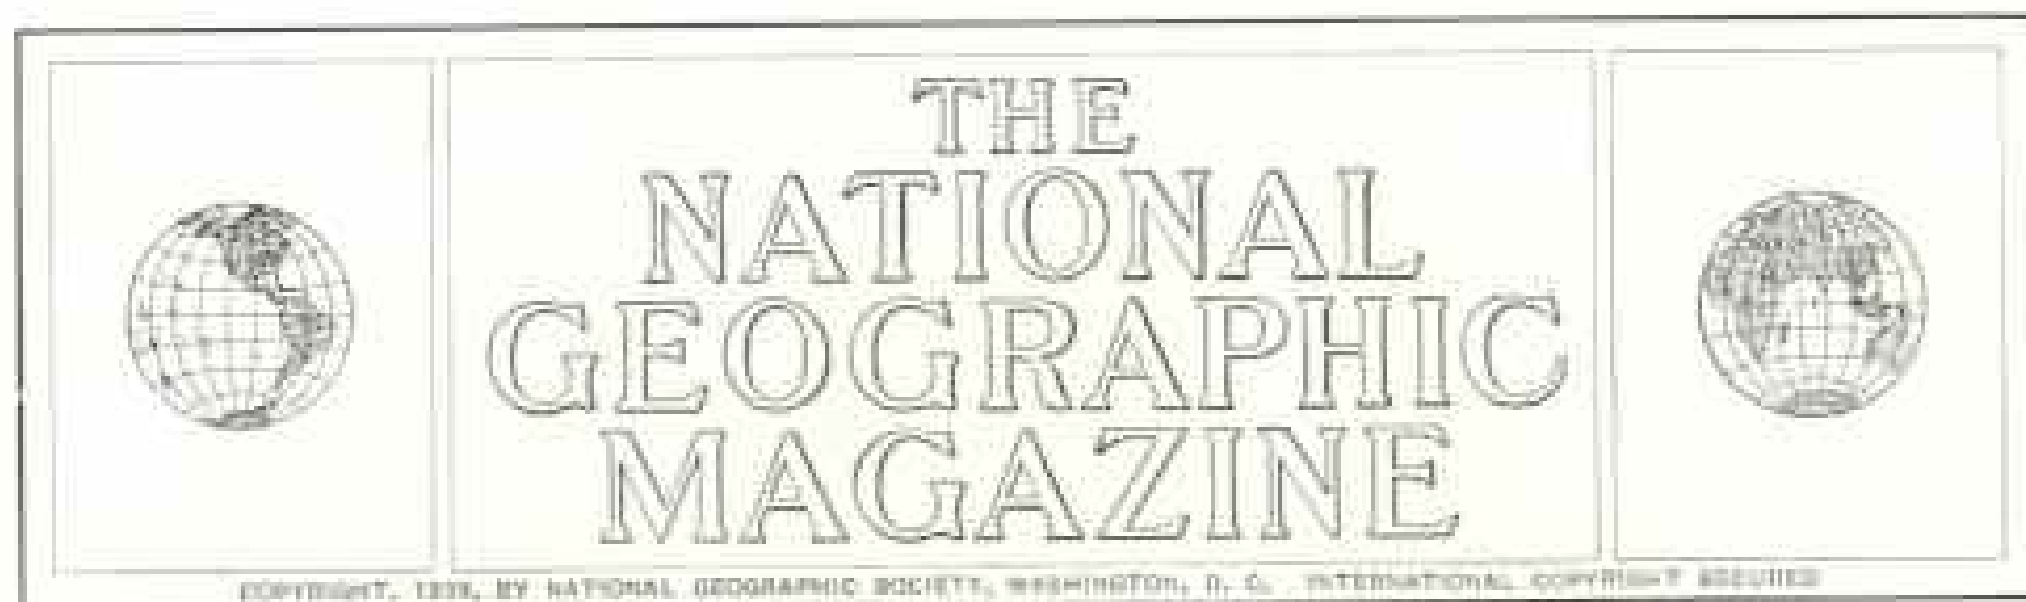 THE
NATIONAL
GEOGRAPHIC
MAGAZINE
COPYRIGHT, BY NATIONAL GEOGRAPHIC SOCIETY, WASHINGTON, D. C. INTERNATIONAL COPYRIGHT SECURED